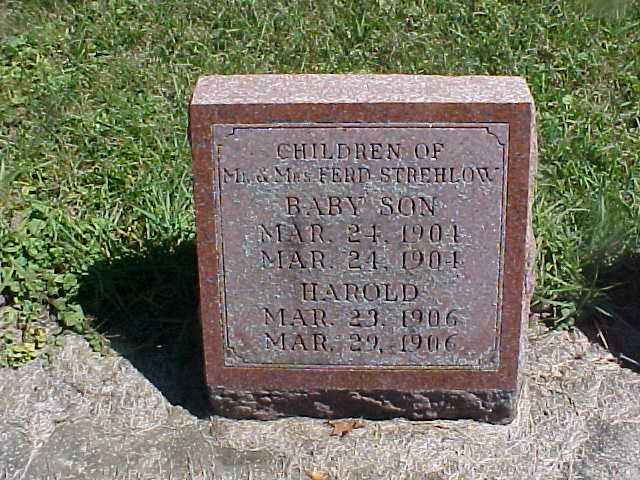 CHILDREN OF
MR. & MRS. FERD STREHLOW
BABY SON
MAR. 24, 1904
MAR. 24, 1904
HAROLD
MAR. 23, 1906
MAR. 29, 1906